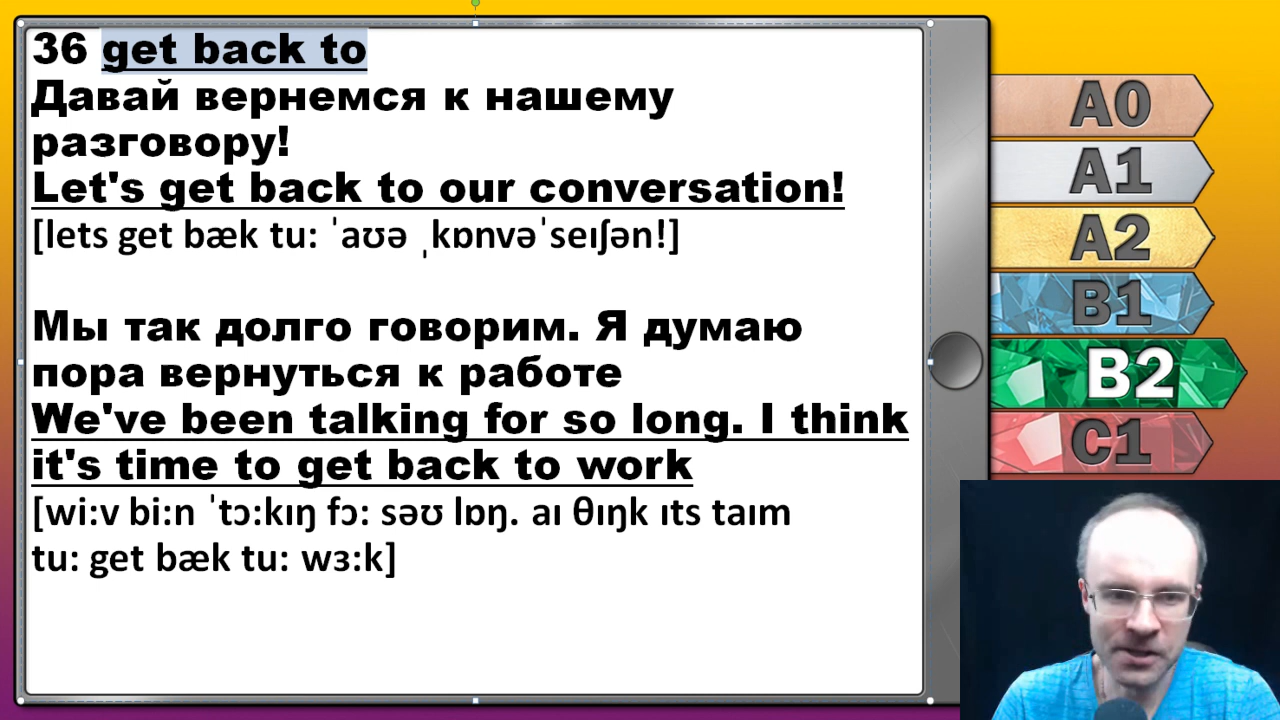 36 get back to
Давай вернемся к нашему
разговору!
Let's get back to our conversation!
[lets get bæk tu: ˈaʊə ˌkɒnvəˈseɪʃən!]
Мы так долго говорим. Я думаю
пора вернуться к работе
We've been talking for so long. I think
it's time to get back to work
[wi:v bi:n ˈtɔ:kɪŋ fɔ: səʊ lɒŋ. aɪ θɪŋk ɪts taɪm
tu: get bæk tu: wɜ:k]
A0
A1
A2
B1
B2
C1